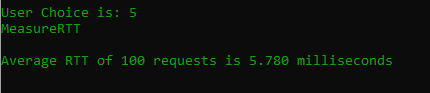 User Choice is: 5
MeasureRTT
Average RTT of 100 requests is 5.780 milliseconds